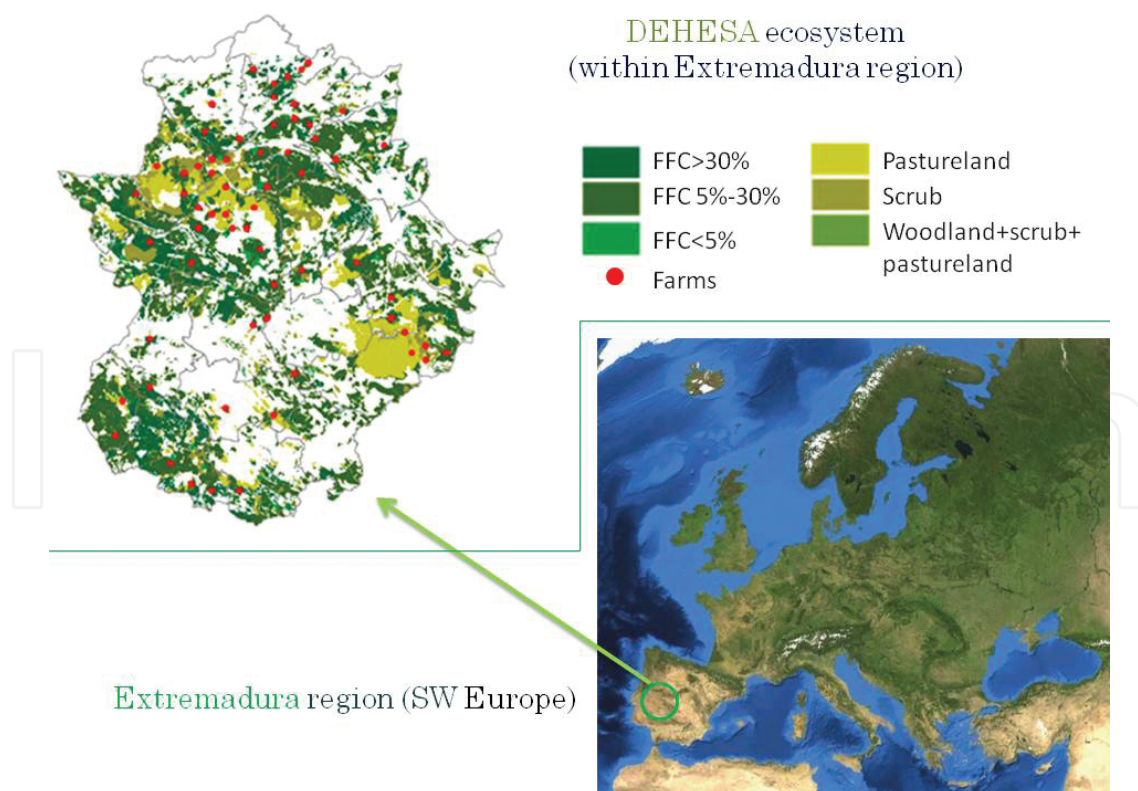 DEHESA ecosystem
(within Extremadura region)
FFC>30%
FFC 5%-30%
FFC<5%
Farms
Pastureland
Scrub
Woodland+scrub+
pastureland
Extremadura region (SW Europe)